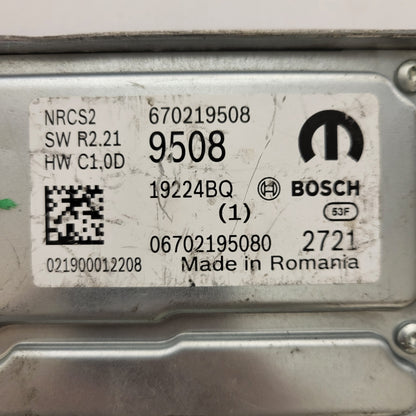 NRCS2 670219508
SW R2.21 9508
HW C1.0D
19224BQ BOSCH
(1) 53F
06702195080 2721
021900012208 Made in Romania